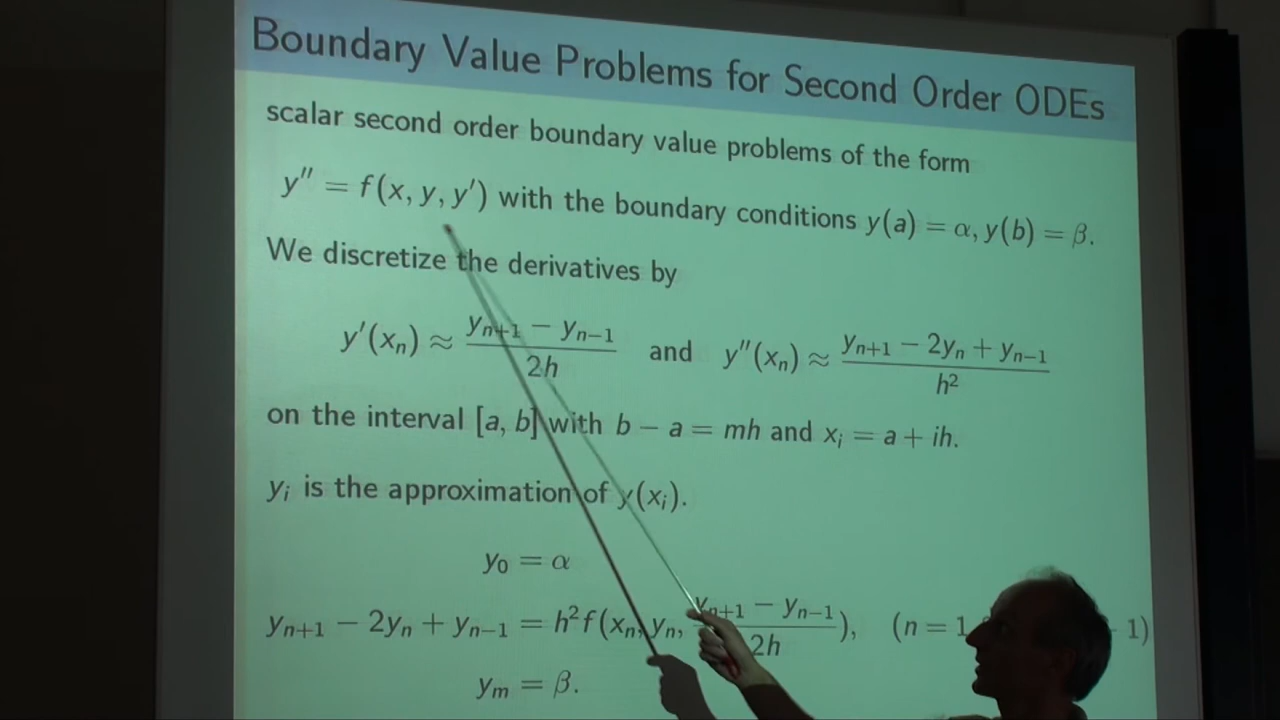 Boundary Value Problems for Second Order ODEs
scalar second order boundary value problems of the form
y″ = f(x, y, y′) with the boundary conditions y(a) = α, y(b) = β.
We discretize the derivatives by
y′(xₙ) ≈ (yₙ₊₁ − yₙ₋₁)/(2h) and y″(xₙ) ≈ (yₙ₊₁ − 2yₙ + yₙ₋₁)/h²
on the interval [a, b] with b − a = mh and xᵢ = a + ih.
yᵢ is the approximation of y(xᵢ).
y₀ = α
yₙ₊₁ − 2yₙ + yₙ₋₁ = h²f(xₙ, yₙ, (yₙ₊₁ − yₙ₋₁)/(2h)), (n = 1 1)
yₘ = β.